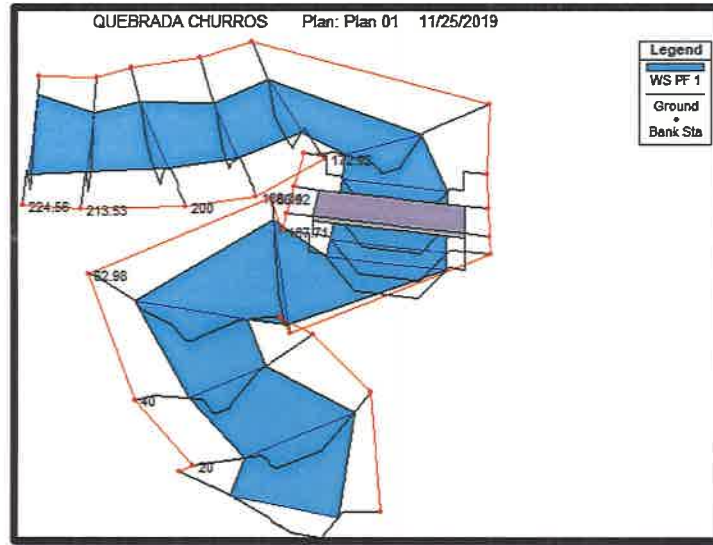 QUEBRADA CHURROS Plan: Plan 01 11/25/2019
Legend
WS PF 1
Ground
Bank Sta
172.93
224.56
213.53
200
167.71
62.98
40
20